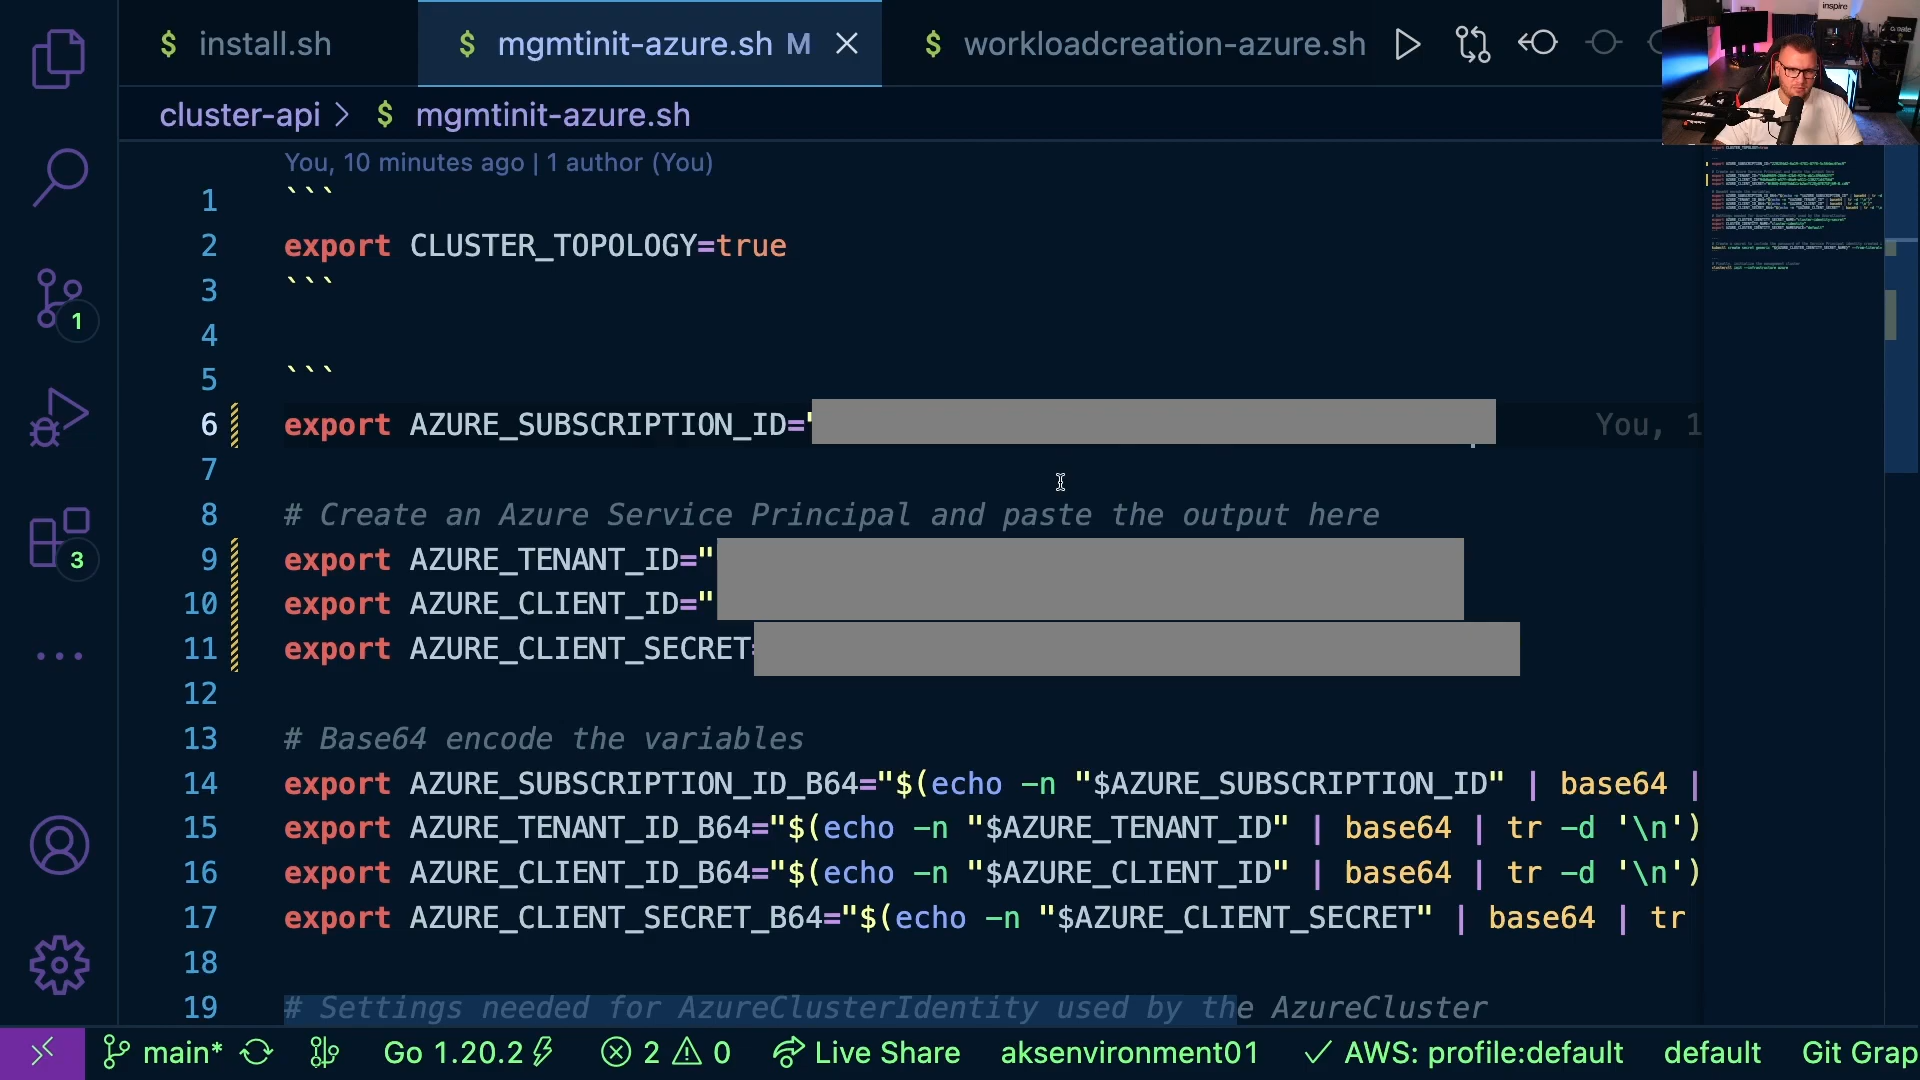 $ install.sh
$ mgmtinit-azure.sh M
$ workloadcreation-azure.sh
inspire
cluster-api > $ mgmtinit-azure.sh
You, 10 minutes ago | 1 author (You)
1 ```
2 export CLUSTER_TOPOLOGY=true
3 ```
4
5 ```
6 export AZURE_SUBSCRIPTION_ID=" You, 1
7
8 # Create an Azure Service Principal and paste the output here
9 export AZURE_TENANT_ID="
10 export AZURE_CLIENT_ID="
11 export AZURE_CLIENT_SECRET
12
13 # Base64 encode the variables
14 export AZURE_SUBSCRIPTION_ID_B64="$(echo -n "$AZURE_SUBSCRIPTION_ID" | base64 |
15 export AZURE_TENANT_ID_B64="$(echo -n "$AZURE_TENANT_ID" | base64 | tr -d '\n')
16 export AZURE_CLIENT_ID_B64="$(echo -n "$AZURE_CLIENT_ID" | base64 | tr -d '\n')
17 export AZURE_CLIENT_SECRET_B64="$(echo -n "$AZURE_CLIENT_SECRET" | base64 | tr
18
19 # Settings needed for AzureClusterIdentity used by the AzureCluster
1
3
main* Go 1.20.2 2 0 Live Share aksenvironment01 AWS: profile:default default Git Grap